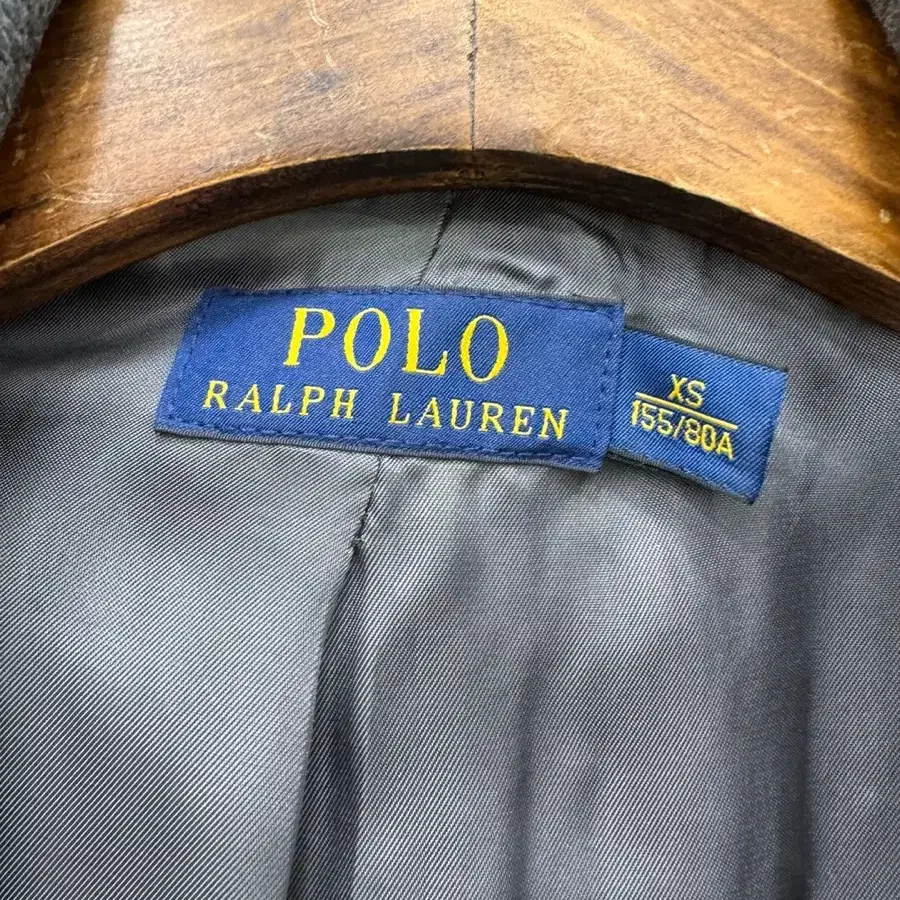 POLO
RALPH LAUREN
XS
155/80A